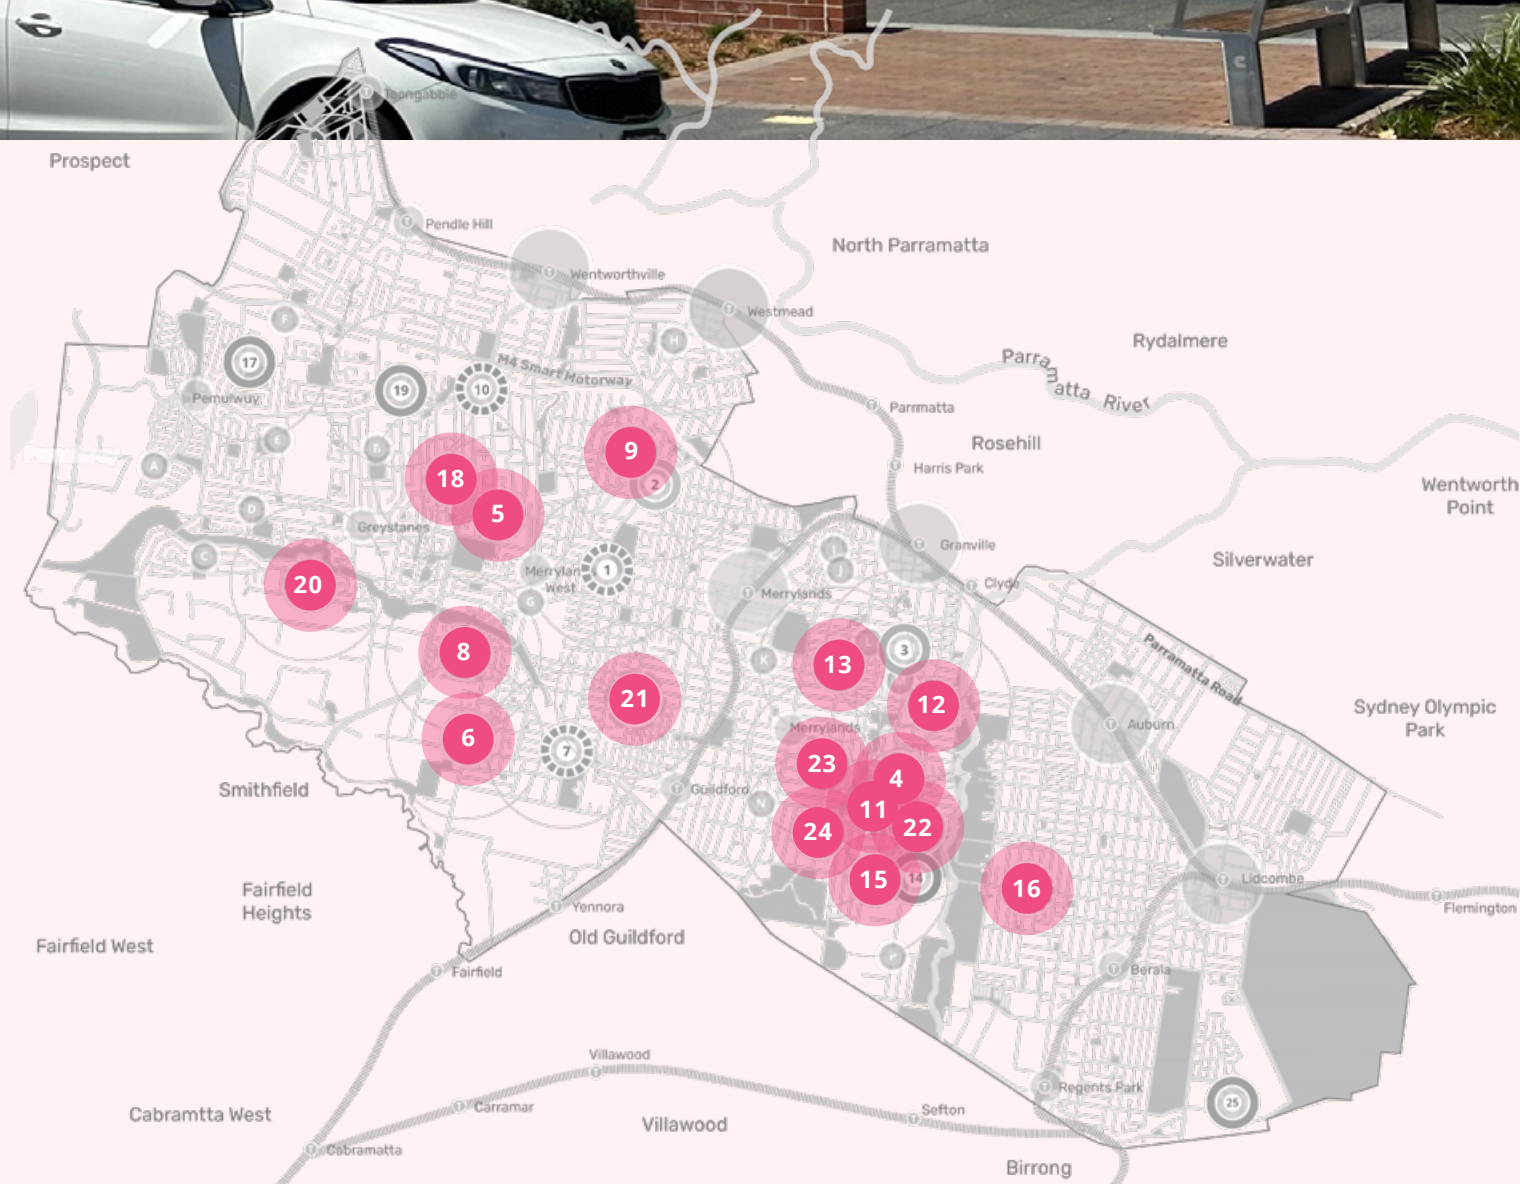 Toongabbie
Prospect
Pendle Hill
North Parramatta
Wentworthville
Westmead
F
H
Rydalmere
17
M4 Smart Motorway
Parramatta River
19
10
Pemulwuy
Parrmatta
E
9
Rosehill
A
18
Harris Park
2
Wentworth
Point
5
D
Greystanes
C
I
Granville
Silverwater
20
Merrylan
West
1
J
Clyde
G
Merrylands
8
13
3
K
Parramatta Road
21
12
Sydney Olympic
Park
6
7
Merrylands
Auburn
23
4
Smithfield
Guildford
N
11
24
22
15
14
16
Lidcombe
Fairfield
Heights
Yennora
Flemington
Fairfield West
Old Guildford
P
Fairfield
Berala
Villawood
Regents Park
25
Cabramtta West
Carramar
Villawood
Sefton
Cabramatta
Birrong